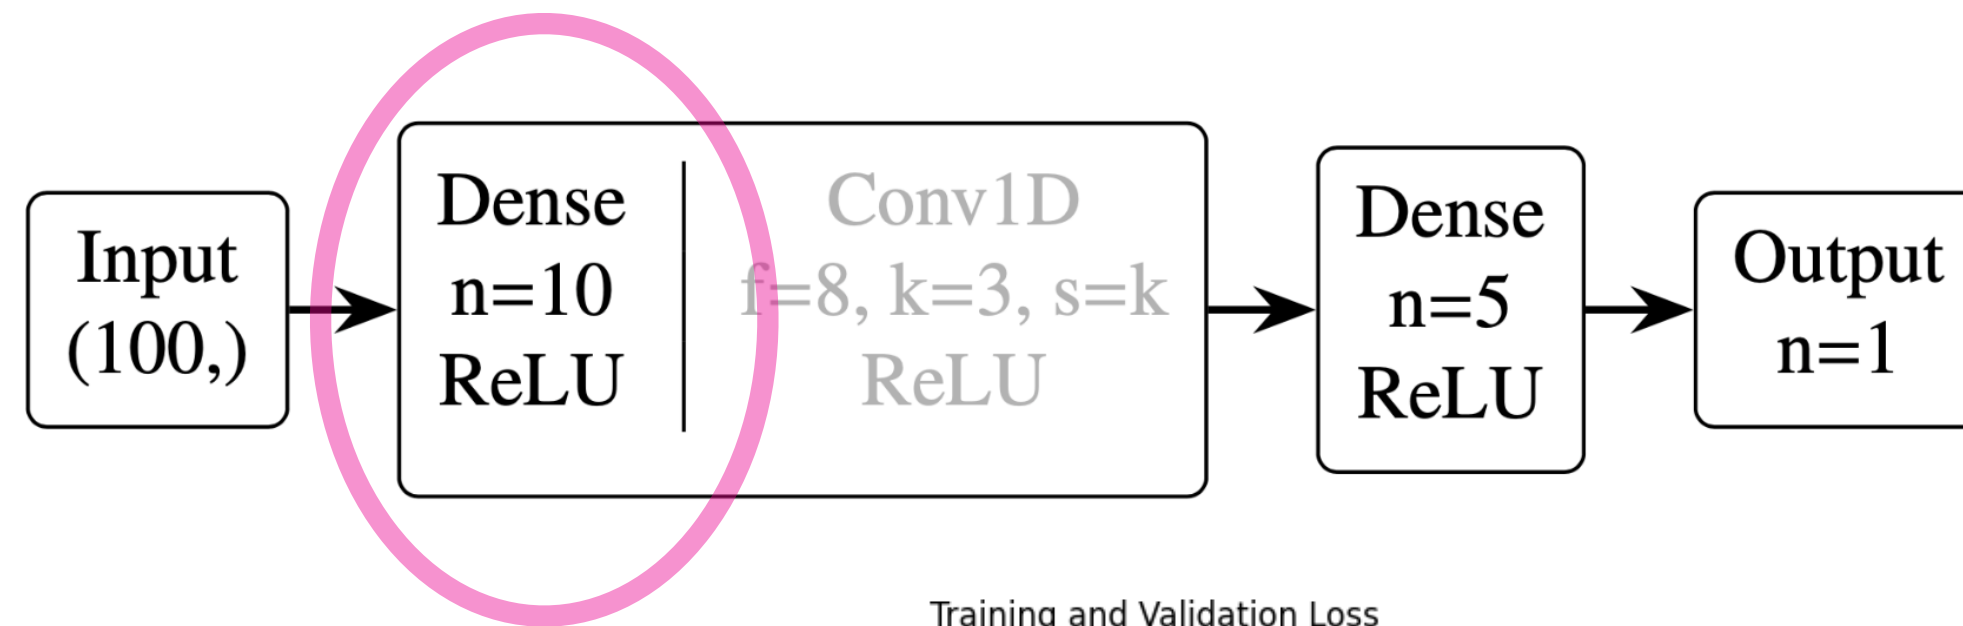 Input
(100,)
Dense
n=10
ReLU
Conv1D
f=8, k=3, s=k
ReLU
Dense
n=5
ReLU
Output
n=1
Training and Validation Loss